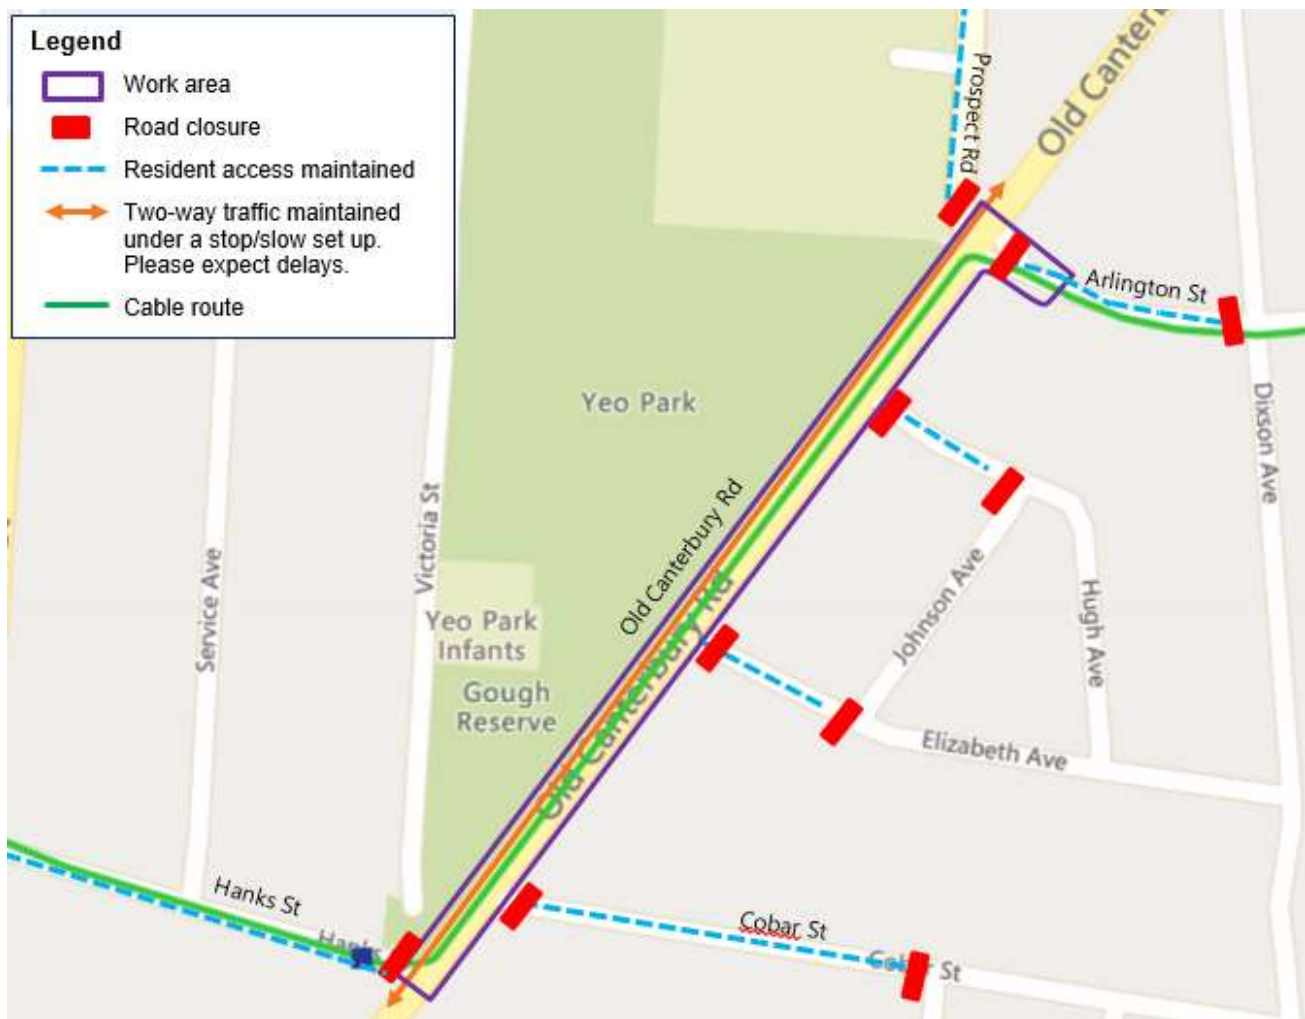 Legend
Work area
Road closure
Resident access maintained
Two-way traffic maintained
under a stop/slow set up.
Please expect delays.
Cable route
Prospect Rd
Old Canterb
Arlington St
Yeo Park
Dixson Ave
Old Canterbury Rd
Old Canterbury Rd
Victoria St
Service Ave
Johnson Ave
Hugh Ave
Yeo Park
Infants
Gough
Reserve
Elizabeth Ave
Hanks St
Hanks
Cobar St
Cobar St